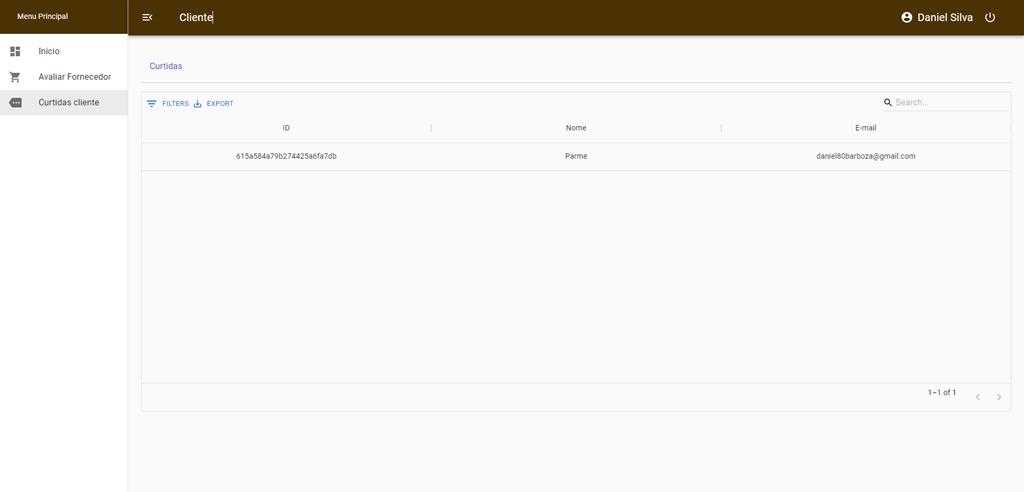 Menu Principal
Cliente
Daniel Silva
Início
Avaliar Fornecedor
Curtidas cliente
Curtidas
FILTERS EXPORT
Search...
ID Nome E-mail
615a584a79b274425a6fa7db Parme daniel80barboza@gmail.com
1–1 of 1